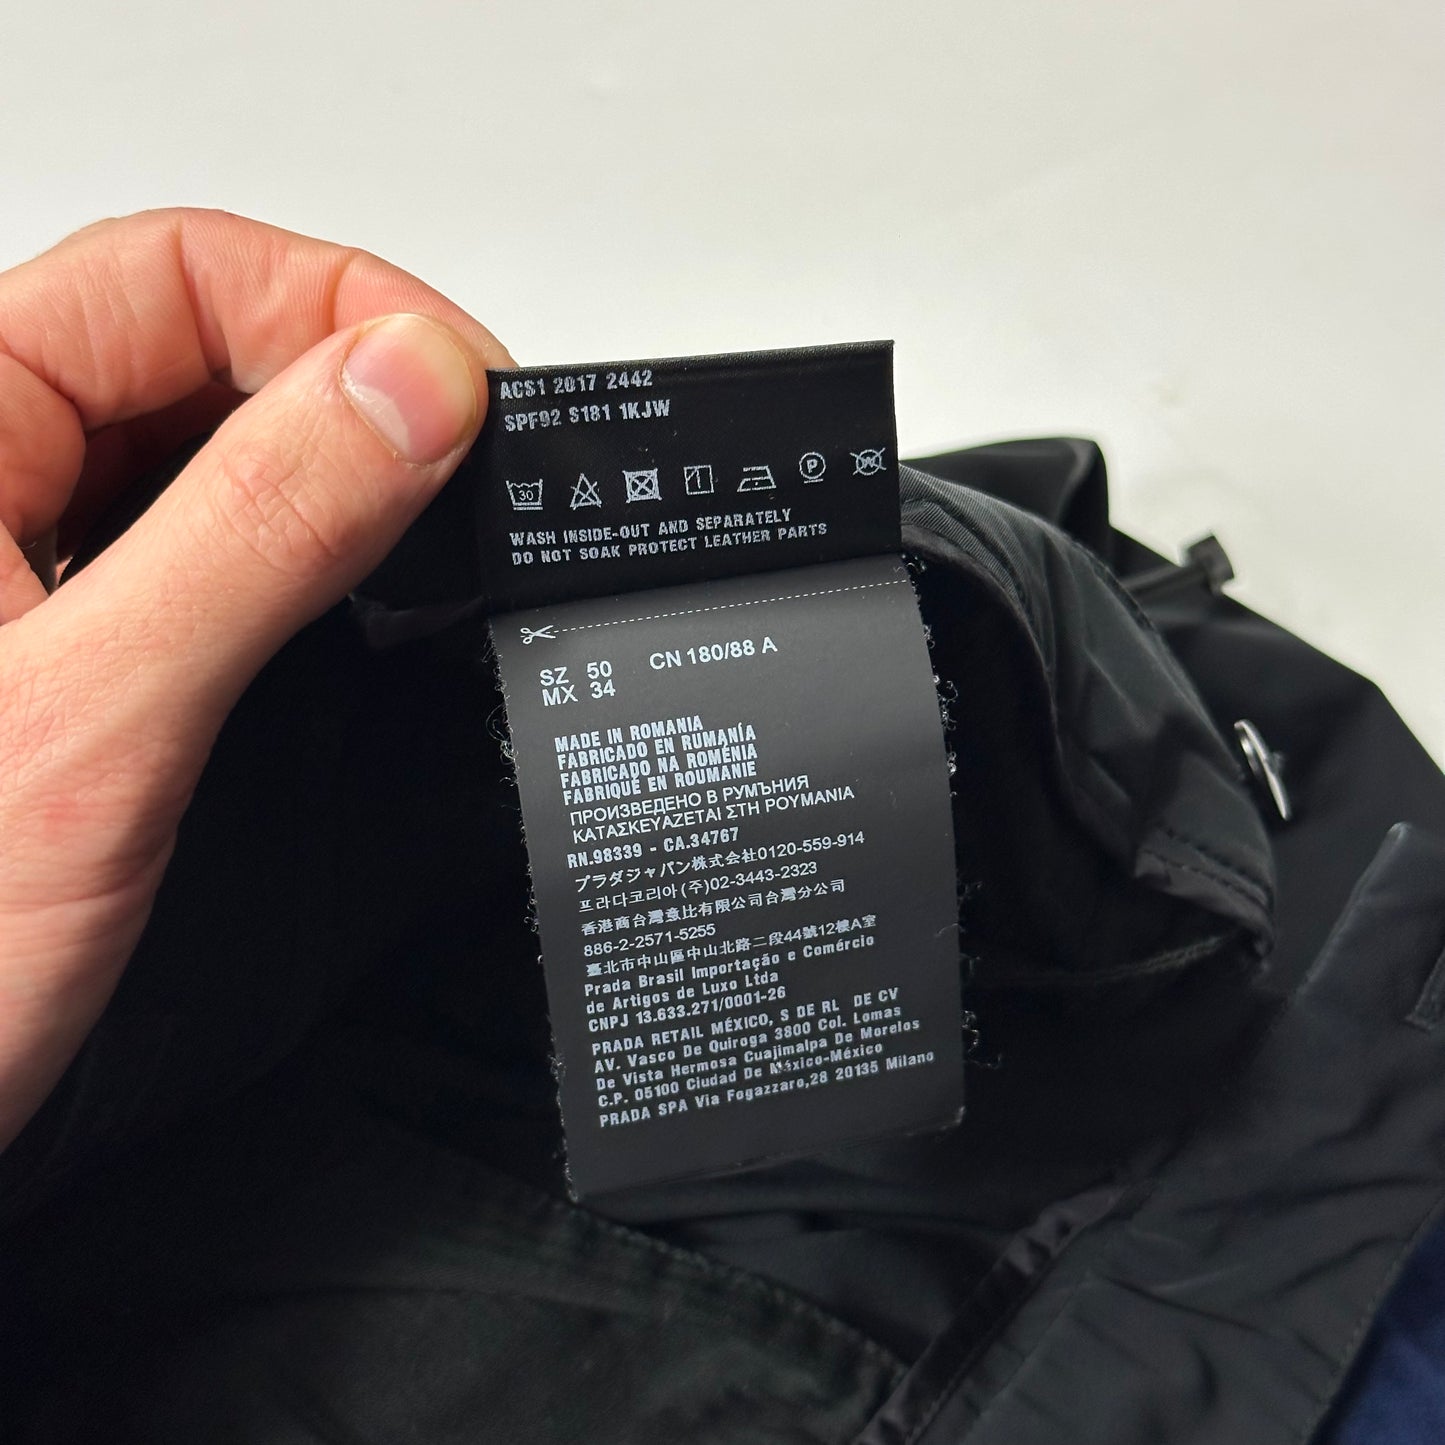 ACS1 2017 2442
SPF92 S181 1KJW
30 P W
WASH INSIDE-OUT AND SEPARATELY
DO NOT SOAK PROTECT LEATHER PARTS
SZ 50 CN 180/88 A
MX 34
MADE IN ROMANIA
FABRICADO EN RUMANÍA
FABRICADO NA ROMÉNIA
FABRIQUÉ EN ROUMANIE
ПРОИЗВЕДЕНО В РУМЪНИЯ
ΚΑΤΑΣΚΕΥΑΖΕΤΑΙ ΣΤΗ ΡΟΥΜΑΝΙΑ
RN.98339 - CA.34767
プラダジャパン株式会社0120-559-914
프라다코리아(주)02-3443-2323
香港商台灣意比有限公司台灣分公司
886-2-2571-5255
臺北市中山區中山北路二段44號12樓A室
Prada Brasil Importação e Comércio
de Artigos de Luxo Ltda
CNPJ 13.633.271/0001-26
PRADA RETAIL MÉXICO, S DE RL DE CV
AV. Vasco De Quiroga 3800 Col. Lomas
De Vista Hermosa Cuajimalpa De Morelos
C.P. 05100 Ciudad De México-México
PRADA SPA Via Fogazzaro,28 20135 Milano